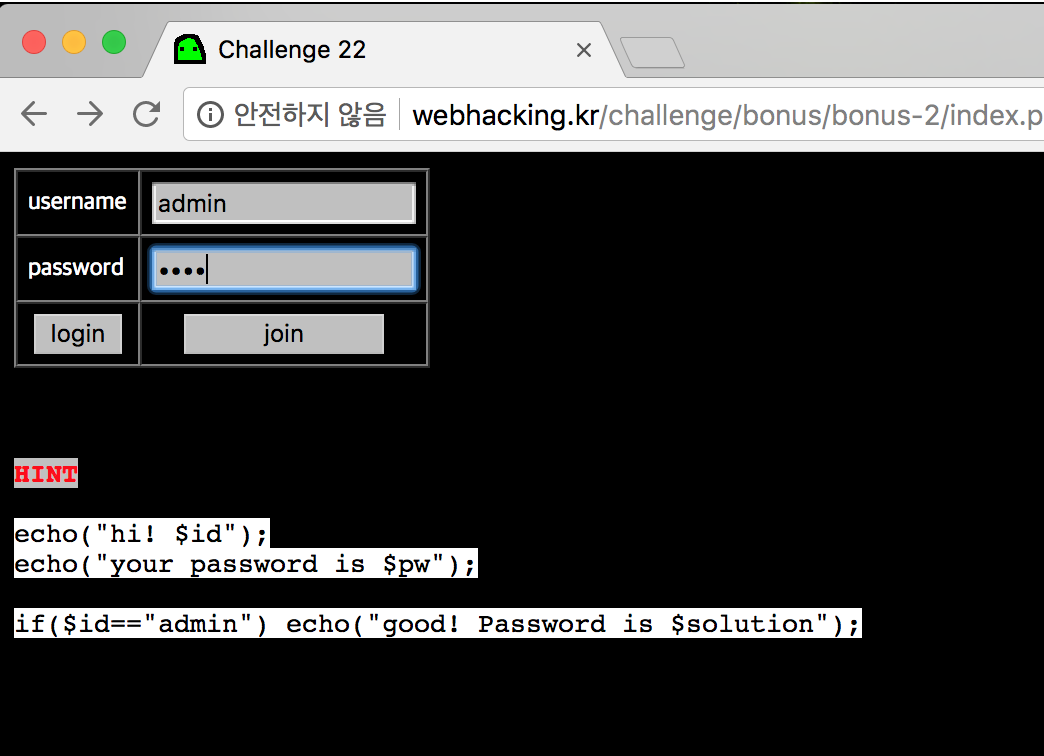 Challenge 22
안전하지 않음 webhacking.kr/challenge/bonus/bonus-2/index.p
username admin
password ••••
login join
HINT
echo("hi! $id");
echo("your password is $pw");
if($id=="admin") echo("good! Password is $solution");